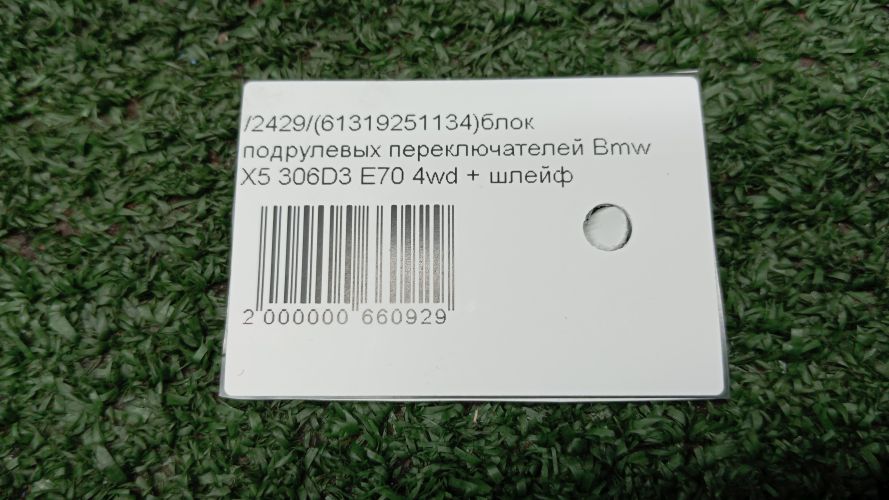 /2429/(61319251134)блок
подрулевых переключателей Bmw
X5 306D3 E70 4wd + шлейф
2 000000 660929